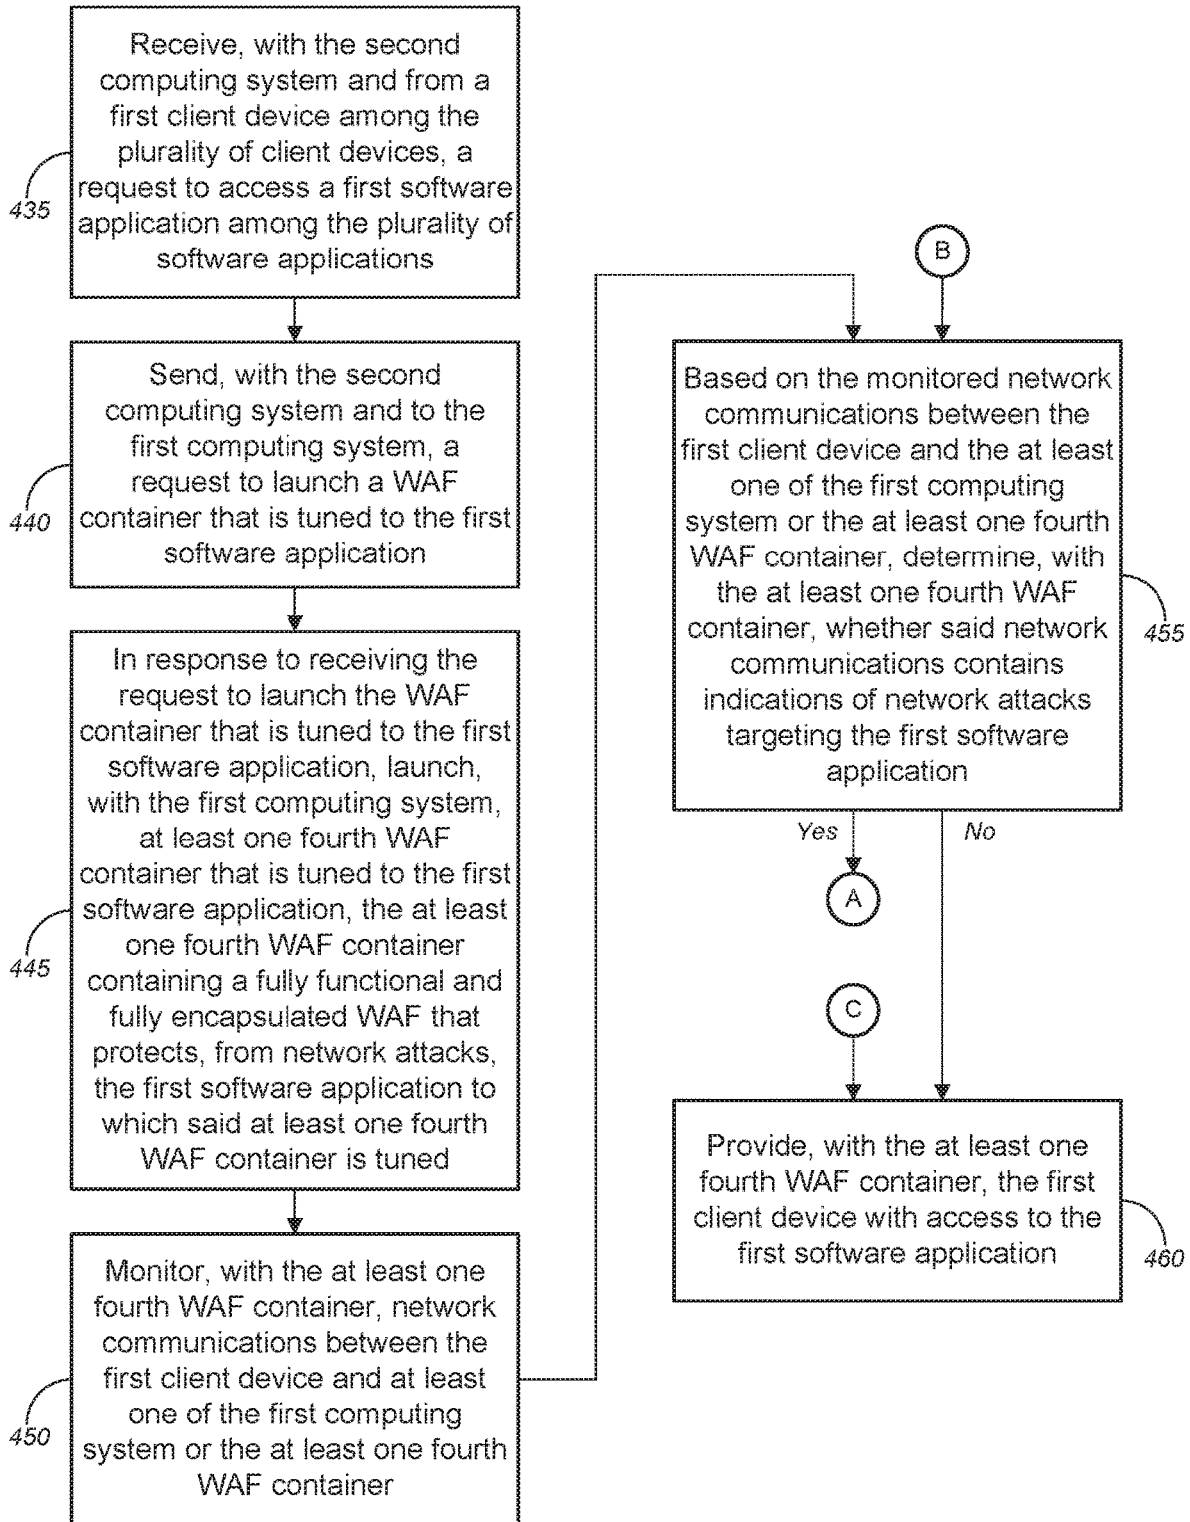 Receive, with the second
computing system and from a
first client device among the
plurality of client devices, a
request to access a first software
application among the plurality of
software applications
435
Send, with the second
computing system and to the
first computing system, a
request to launch a WAF
container that is tuned to the first
software application
440
In response to receiving the
request to launch the WAF
container that is tuned to the first
software application, launch,
with the first computing system,
at least one fourth WAF
container that is tuned to the first
software application, the at least
one fourth WAF container
containing a fully functional and
fully encapsulated WAF that
protects, from network attacks,
the first software application to
which said at least one fourth
WAF container is tuned
445
Monitor, with the at least one
fourth WAF container, network
communications between the
first client device and at least
one of the first computing
system or the at least one fourth
WAF container
450
B
Based on the monitored network
communications between the
first client device and the at least
one of the first computing
system or the at least one fourth
WAF container, determine, with
the at least one fourth WAF
container, whether said network
communications contains
indications of network attacks
targeting the first software
application
455
Yes
No
A
C
Provide, with the at least one
fourth WAF container, the first
client device with access to the
first software application
460